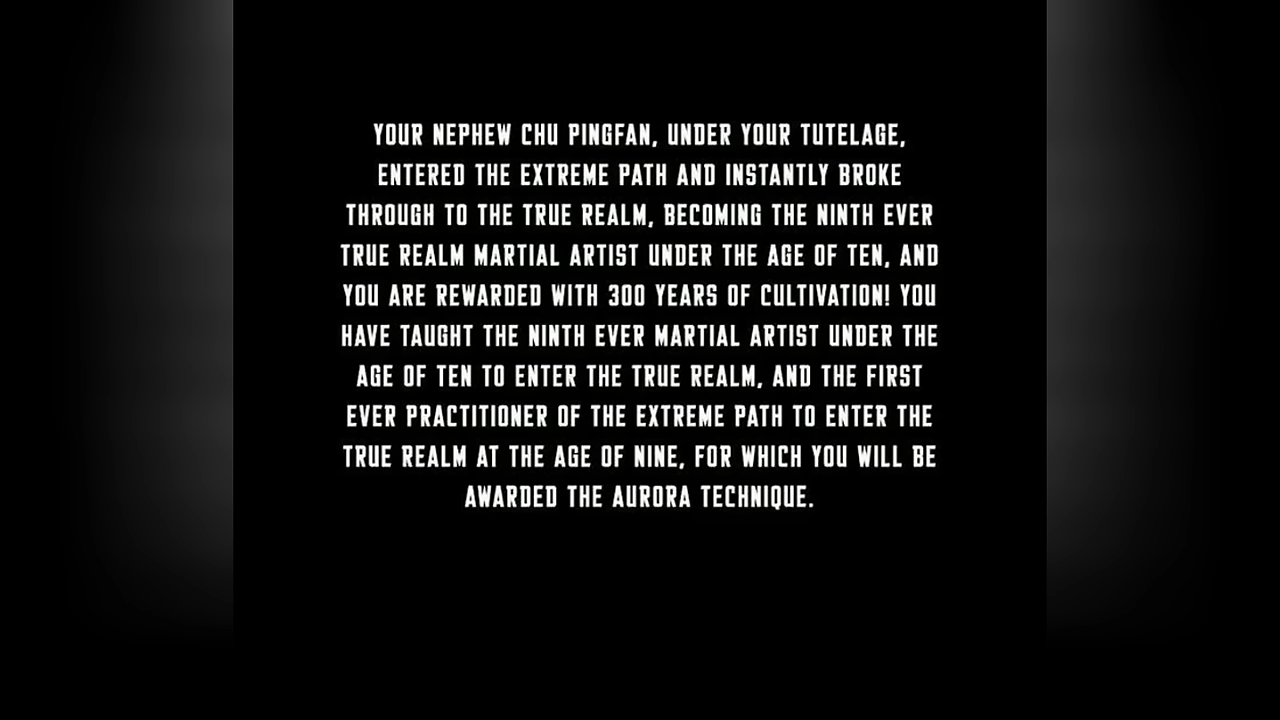 YOUR NEPHEW CHU PINGFAN, UNDER YOUR TUTELAGE,
ENTERED THE EXTREME PATH AND INSTANTLY BROKE
THROUGH TO THE TRUE REALM, BECOMING THE NINTH EVER
TRUE REALM MARTIAL ARTIST UNDER THE AGE OF TEN, AND
YOU ARE REWARDED WITH 300 YEARS OF CULTIVATION! YOU
HAVE TAUGHT THE NINTH EVER MARTIAL ARTIST UNDER THE
AGE OF TEN TO ENTER THE TRUE REALM, AND THE FIRST
EVER PRACTITIONER OF THE EXTREME PATH TO ENTER THE
TRUE REALM AT THE AGE OF NINE, FOR WHICH YOU WILL BE
AWARDED THE AURORA TECHNIQUE.